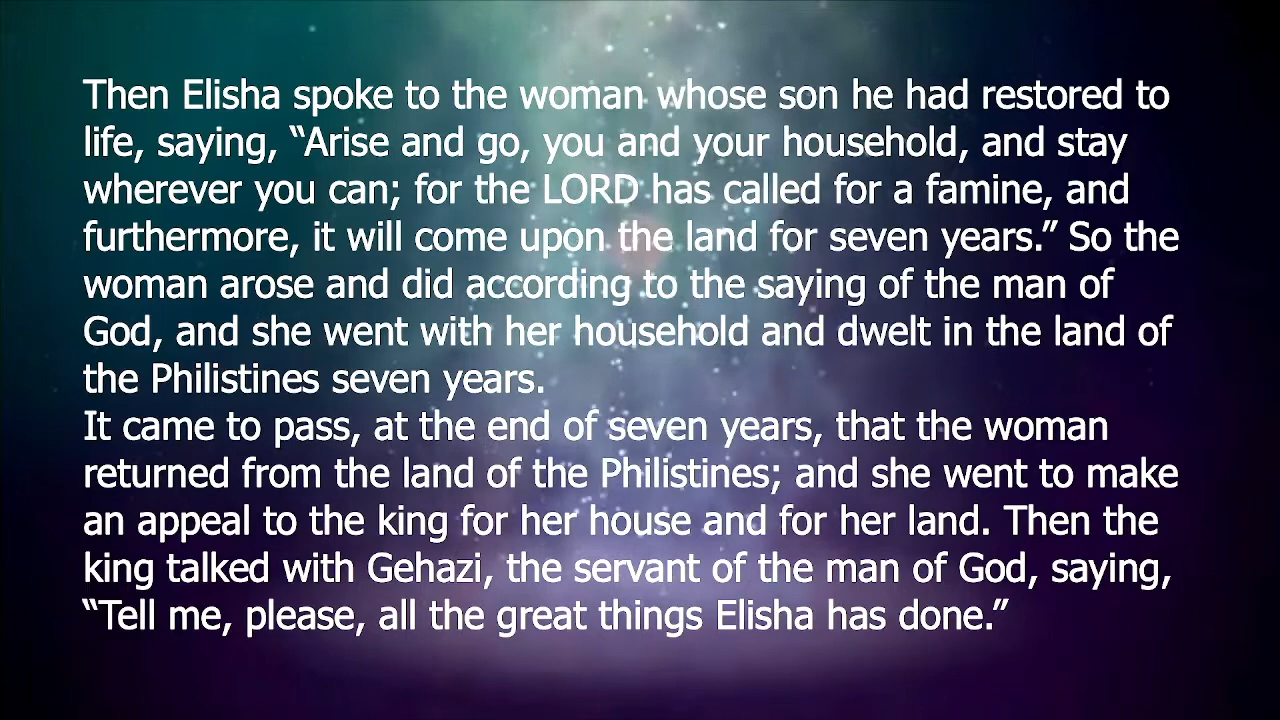 Then Elisha spoke to the woman whose son he had restored to
life, saying, “Arise and go, you and your household, and stay
wherever you can; for the LORD has called for a famine, and
furthermore, it will come upon the land for seven years.” So the
woman arose and did according to the saying of the man of
God, and she went with her household and dwelt in the land of
the Philistines seven years.
It came to pass, at the end of seven years, that the woman
returned from the land of the Philistines; and she went to make
an appeal to the king for her house and for her land. Then the
king talked with Gehazi, the servant of the man of God, saying,
“Tell me, please, all the great things Elisha has done.”